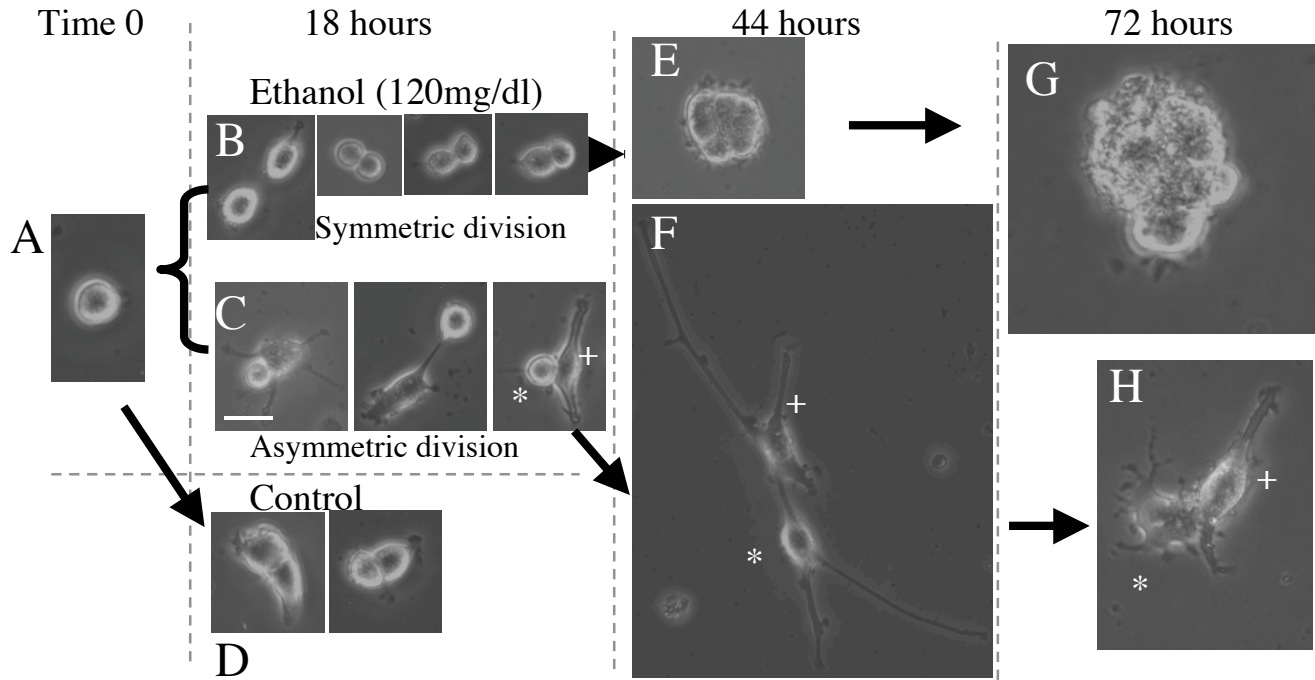 Time 0
18 hours
44 hours
72 hours
Ethanol (120mg/dl)
A
B
Symmetric division
C
*
+
Asymmetric division
Control
D
E
F
+
*
G
H
+
*